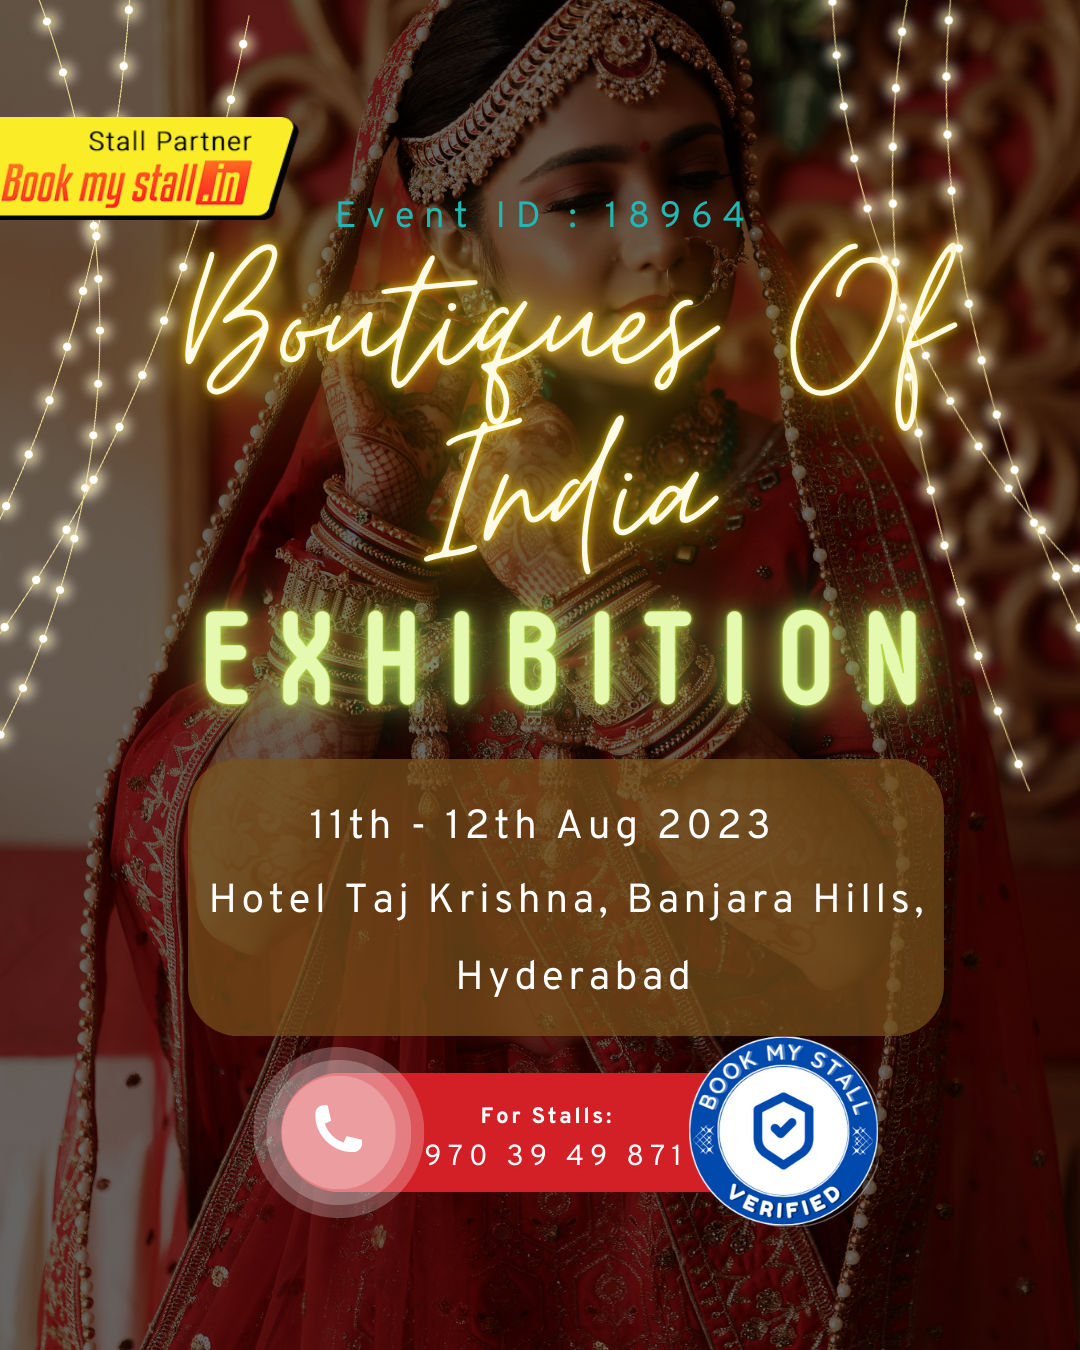 Stall Partner
Book my stall.in
Event ID : 18964
Boutiques Of
India
EXHIBITION
11th - 12th Aug 2023
Hotel Taj Krishna, Banjara Hills,
Hyderabad
For Stalls:
970 39 49 871
BOOK MY STALL
VERIFIED